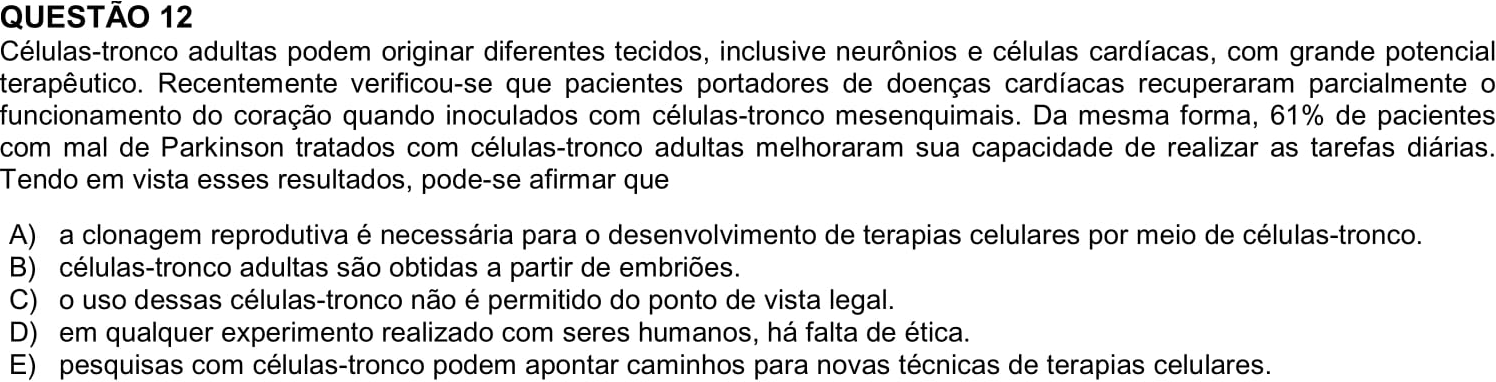 QUESTÃO 12
Células-tronco adultas podem originar diferentes tecidos, inclusive neurônios e células cardíacas, com grande potencial
terapêutico. Recentemente verificou-se que pacientes portadores de doenças cardíacas recuperaram parcialmente o
funcionamento do coração quando inoculados com células-tronco mesenquimais. Da mesma forma, 61% de pacientes
com mal de Parkinson tratados com células-tronco adultas melhoraram sua capacidade de realizar as tarefas diárias.
Tendo em vista esses resultados, pode-se afirmar que
A) a clonagem reprodutiva é necessária para o desenvolvimento de terapias celulares por meio de células-tronco.
B) células-tronco adultas são obtidas a partir de embriões.
C) o uso dessas células-tronco não é permitido do ponto de vista legal.
D) em qualquer experimento realizado com seres humanos, há falta de ética.
E) pesquisas com células-tronco podem apontar caminhos para novas técnicas de terapias celulares.